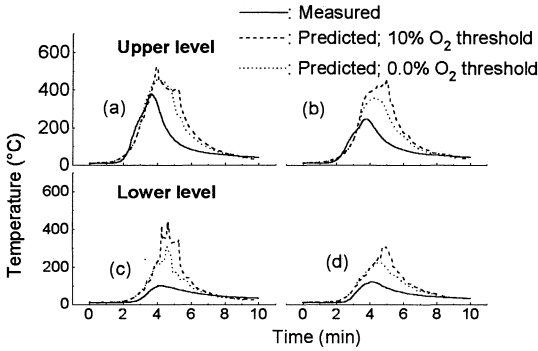 : Measured
: Predicted; 10% O2 threshold
: Predicted; 0.0% O2 threshold
Upper level
(a)
(b)
600
400
200
0
Lower level
(c)
(d)
600
400
200
0
Temperature (°C)
0 2 4 6 8 10 0 2 4 6 8 10
Time (min)